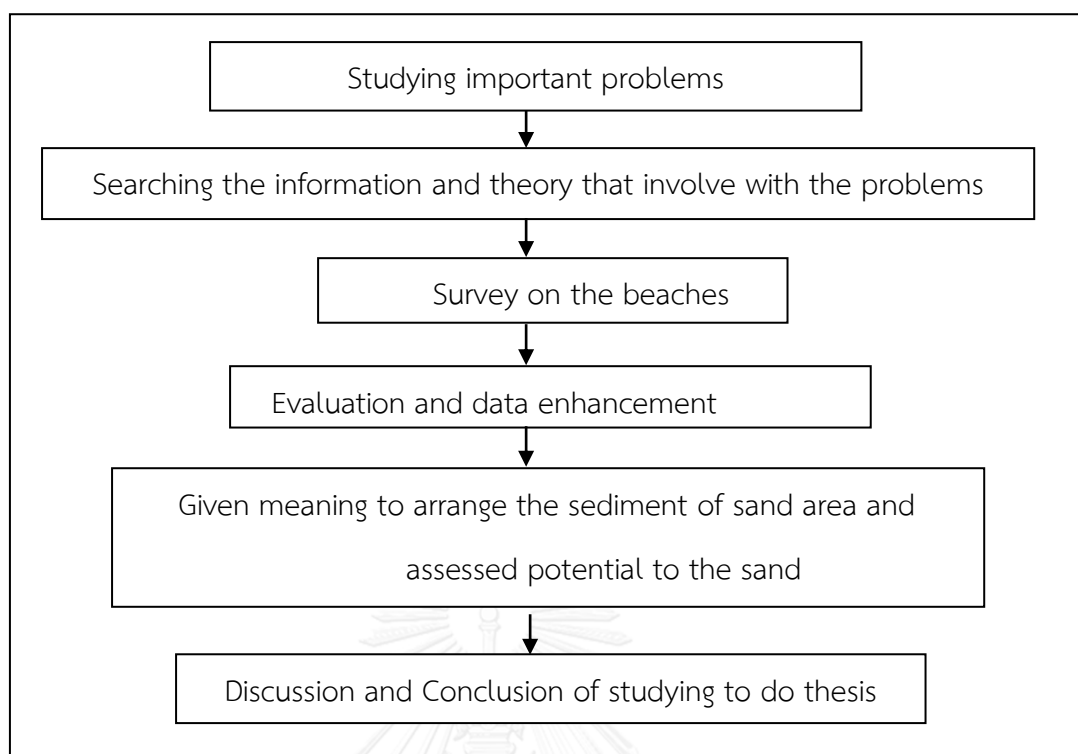 Studying important problems
Searching the information and theory that involve with the problems
Survey on the beaches
Evaluation and data enhancement
Given meaning to arrange the sediment of sand area and
assessed potential to the sand
Discussion and Conclusion of studying to do thesis